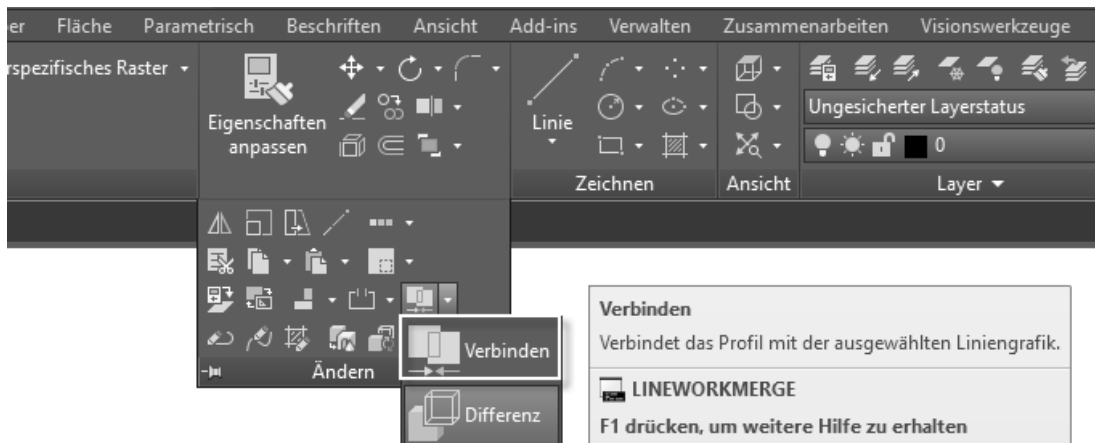 Fläche Parametrisch Beschriften Ansicht Add-ins Verwalten Zusammenarbeiten Visionswerkzeuge
Raster
Eigenschaften
anpassen
Linie
Ungesicherter Layerstatus
0
Zeichnen Ansicht Layer
Ändern
Verbinden
Differenz
Verbinden
Verbindet das Profil mit der ausgewählten Liniengrafik.
LINEWORKMERGE
F1 drücken, um weitere Hilfe zu erhalten